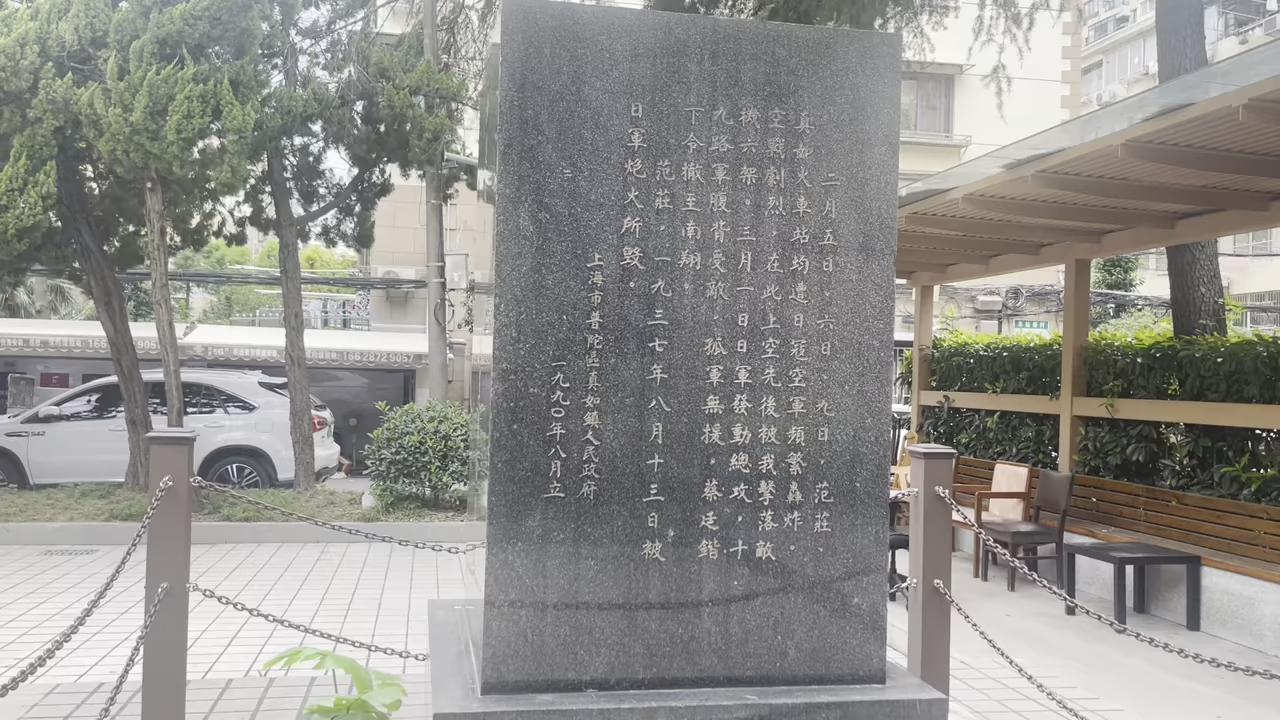 二月五日、六日、九日，范莊、
真如火車站均遭日寇空軍頻繁轟炸。
空戰劇烈，在此上空先後被我擊落敵
機六架。三月一日日軍發動總攻，十
九路軍腹背受敵，孤軍無援，蔡廷鍇
下令撤至南翔。
范莊，一九三七年八月十三日被
日軍炮火所毀。
上海市普陀區真如鎮人民政府
一九九〇年八月立
166 2872 9057